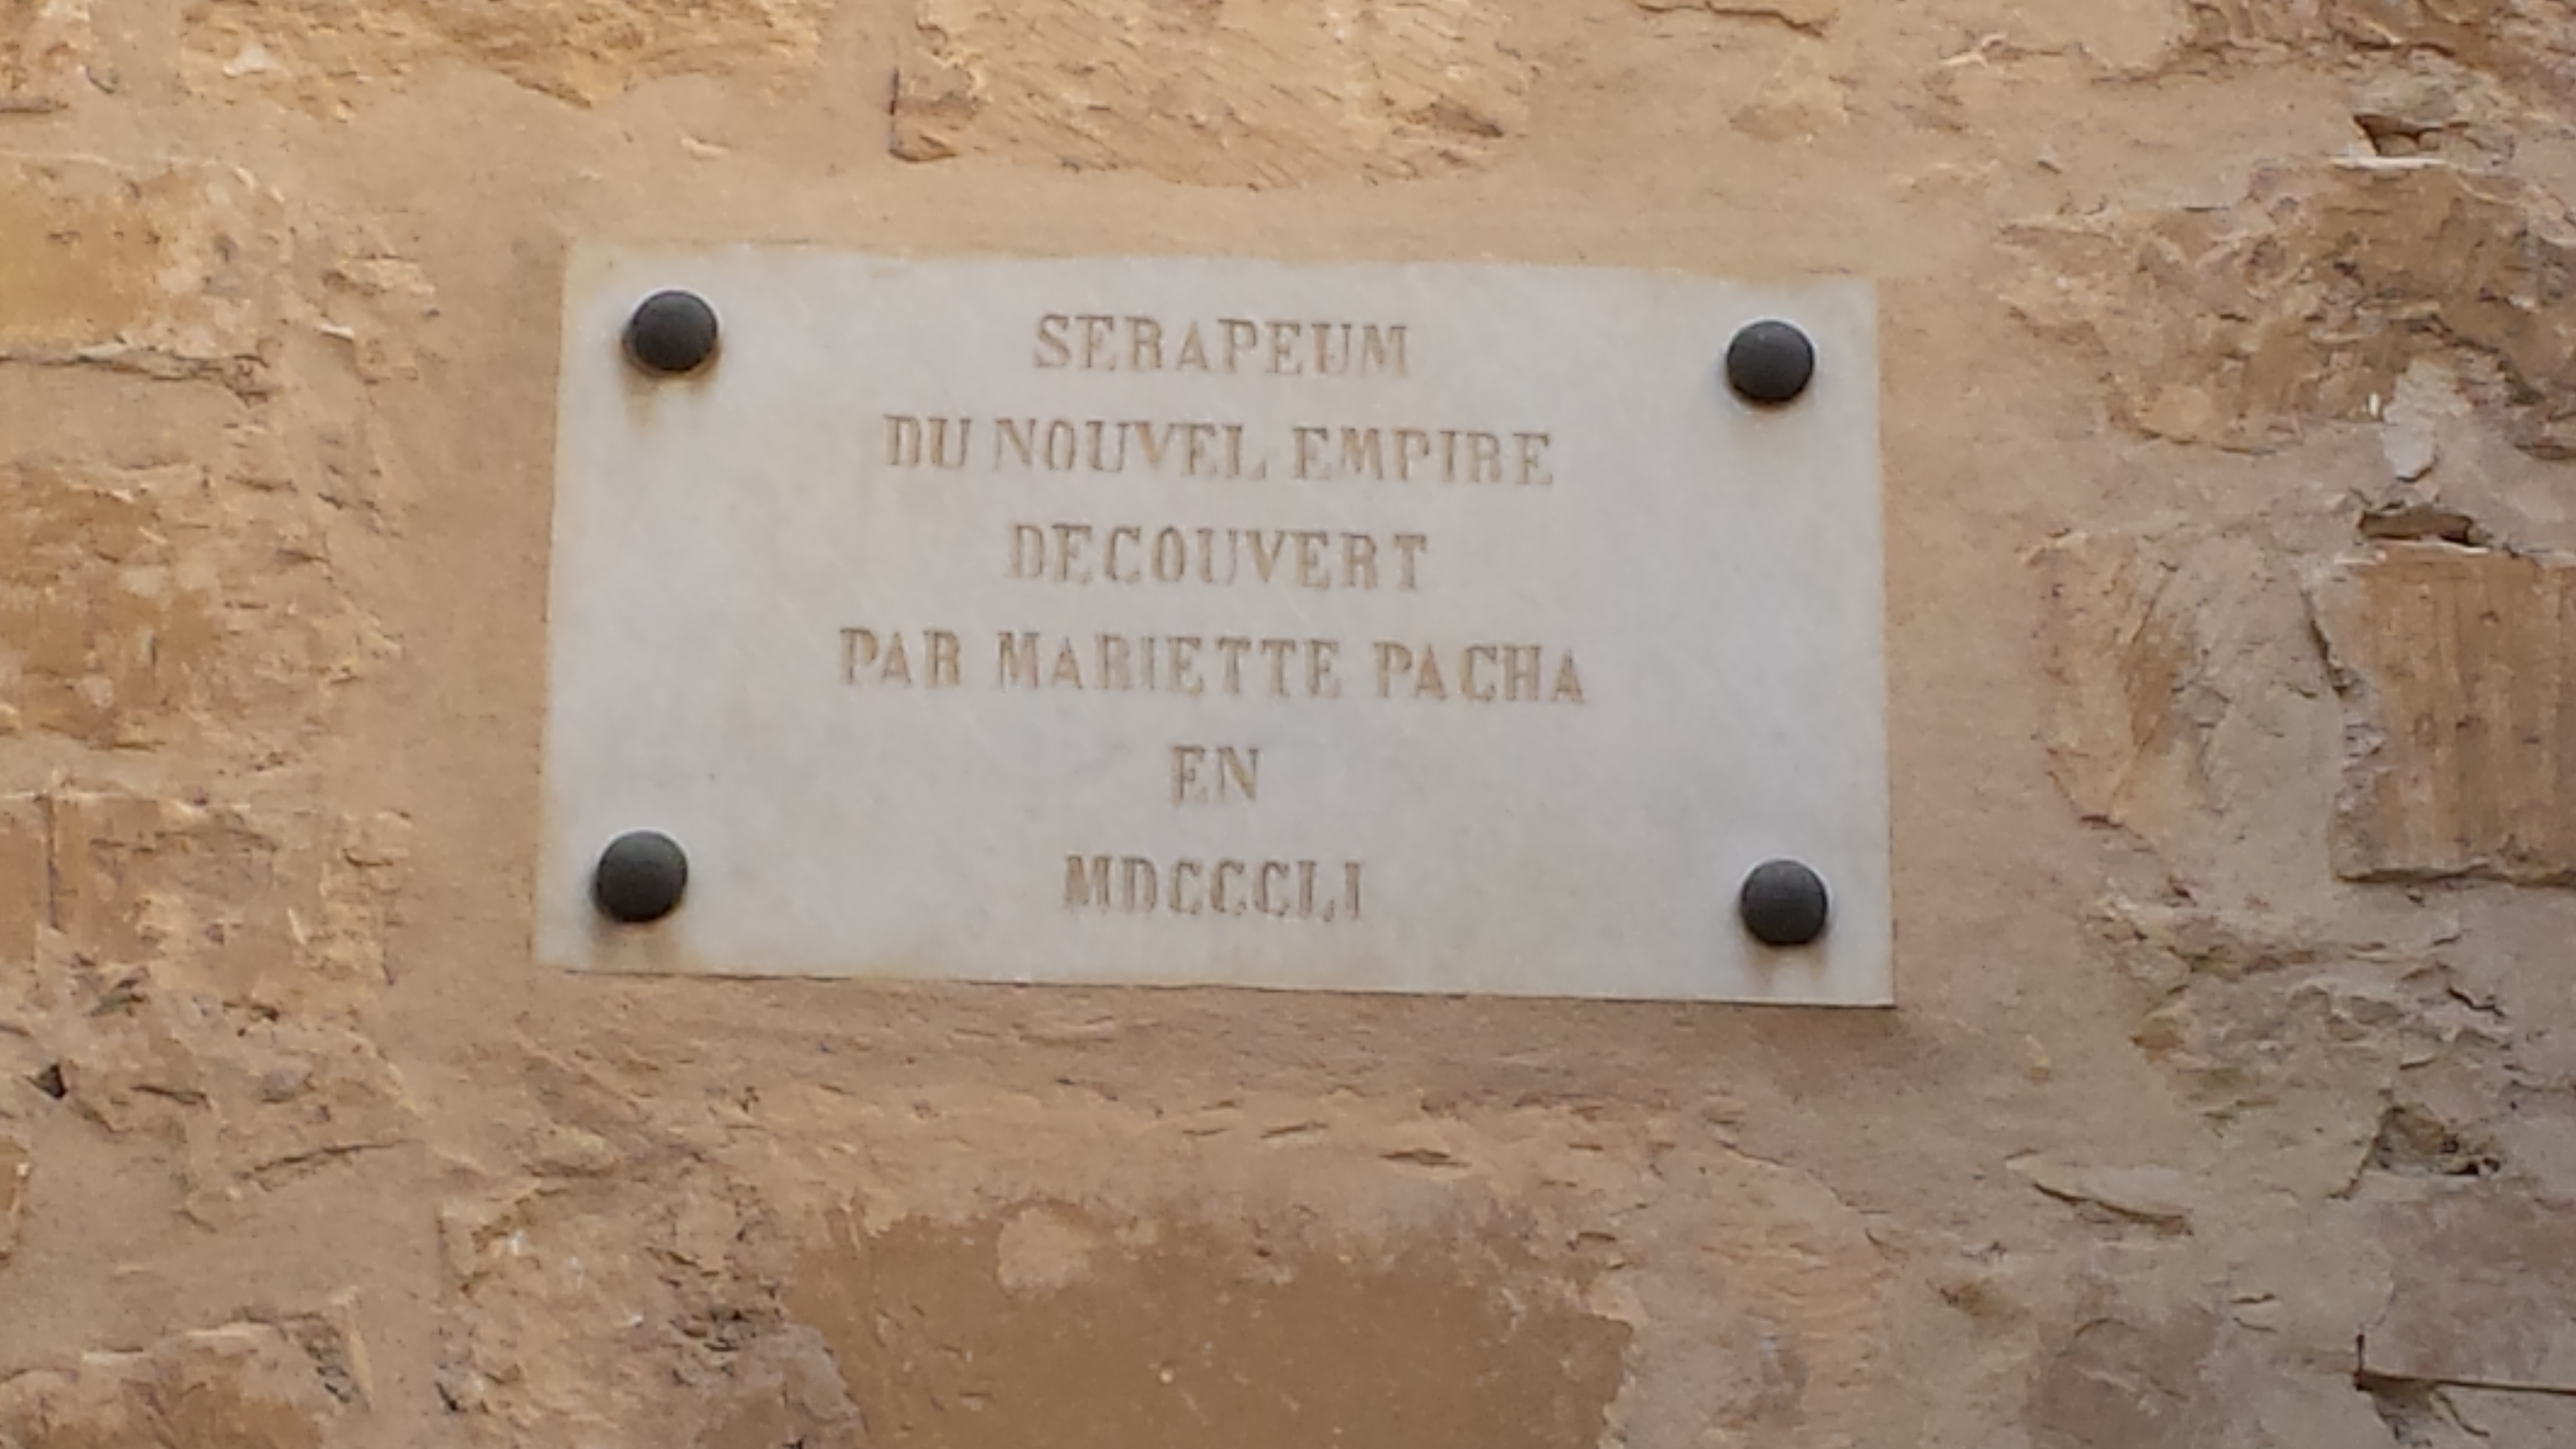 SERAPEUM
DU NOUVEL EMPIRE
DECOUVERT
PAR MARIETTE PACHA
EN
MDCCCLI